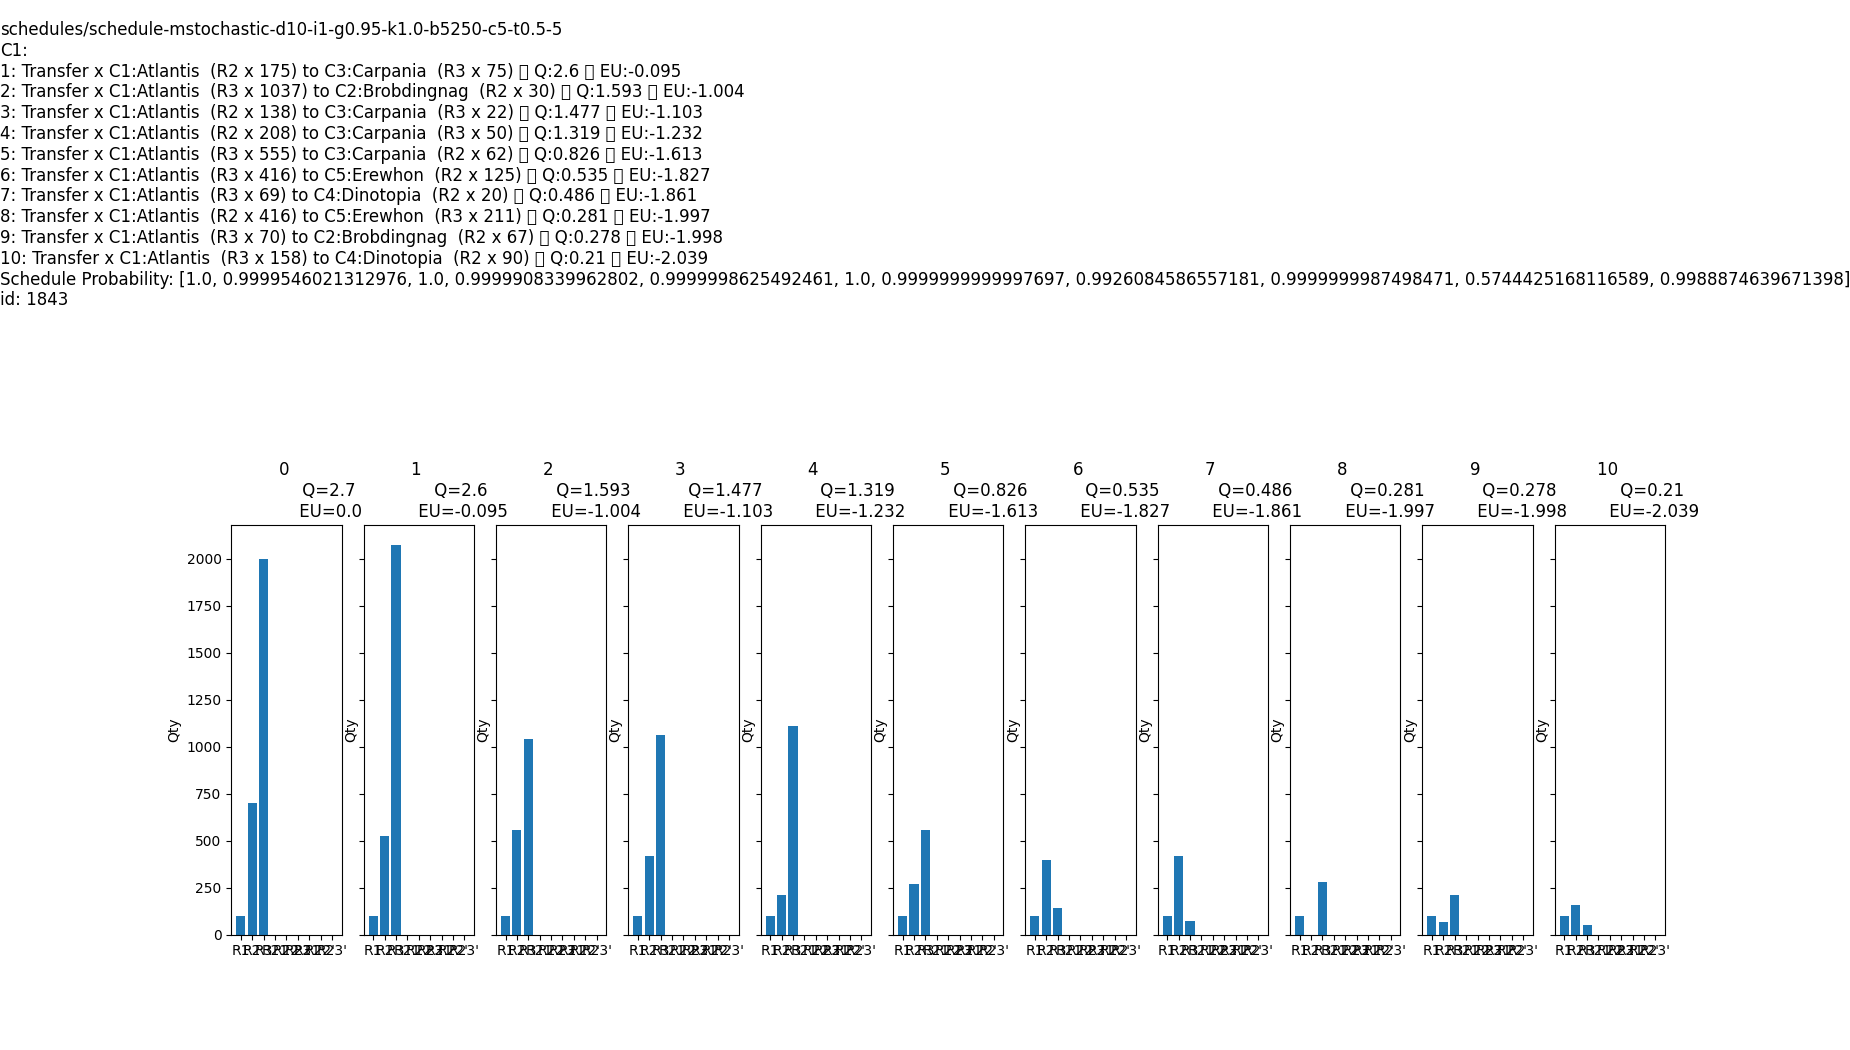 schedules/schedule-mstochastic-d10-i1-g0.95-k1.0-b5250-c5-t0.5-5
C1:
1: Transfer x C1:Atlantis  (R2 x 175) to C3:Carpania  (R3 x 75) ▯ Q:2.6 ▯ EU:-0.095
2: Transfer x C1:Atlantis  (R3 x 1037) to C2:Brobdingnag  (R2 x 30) ▯ Q:1.593 ▯ EU:-1.004
3: Transfer x C1:Atlantis  (R2 x 138) to C3:Carpania  (R3 x 22) ▯ Q:1.477 ▯ EU:-1.103
4: Transfer x C1:Atlantis  (R2 x 208) to C3:Carpania  (R3 x 50) ▯ Q:1.319 ▯ EU:-1.232
5: Transfer x C1:Atlantis  (R3 x 555) to C3:Carpania  (R2 x 62) ▯ Q:0.826 ▯ EU:-1.613
6: Transfer x C1:Atlantis  (R3 x 416) to C5:Erewhon  (R2 x 125) ▯ Q:0.535 ▯ EU:-1.827
7: Transfer x C1:Atlantis  (R3 x 69) to C4:Dinotopia  (R2 x 20) ▯ Q:0.486 ▯ EU:-1.861
8: Transfer x C1:Atlantis  (R2 x 416) to C5:Erewhon  (R3 x 211) ▯ Q:0.281 ▯ EU:-1.997
9: Transfer x C1:Atlantis  (R3 x 70) to C2:Brobdingnag  (R2 x 67) ▯ Q:0.278 ▯ EU:-1.998
10: Transfer x C1:Atlantis  (R3 x 158) to C4:Dinotopia  (R2 x 90) ▯ Q:0.21 ▯ EU:-2.039
Schedule Probability: [1.0, 0.9999546021312976, 1.0, 0.9999908339962802, 0.9999998625492461, 1.0, 0.9999999999997697, 0.9926084586557181, 0.9999999987498471, 0.5744425168116589, 0.9988874639671398]
id: 1843
0 1 2 3 4 5 6 7 8 9 10
Q=2.7 Q=2.6 Q=1.593 Q=1.477 Q=1.319 Q=0.826 Q=0.535 Q=0.486 Q=0.281 Q=0.278 Q=0.21
EU=0.0 EU=-0.095 EU=-1.004 EU=-1.103 EU=-1.232 EU=-1.613 EU=-1.827 EU=-1.861 EU=-1.997 EU=-1.998 EU=-2.039
2000
1750
1500
1250
1000
750
500
250
0
Qty Qty Qty Qty Qty Qty Qty Qty Qty Qty Qty